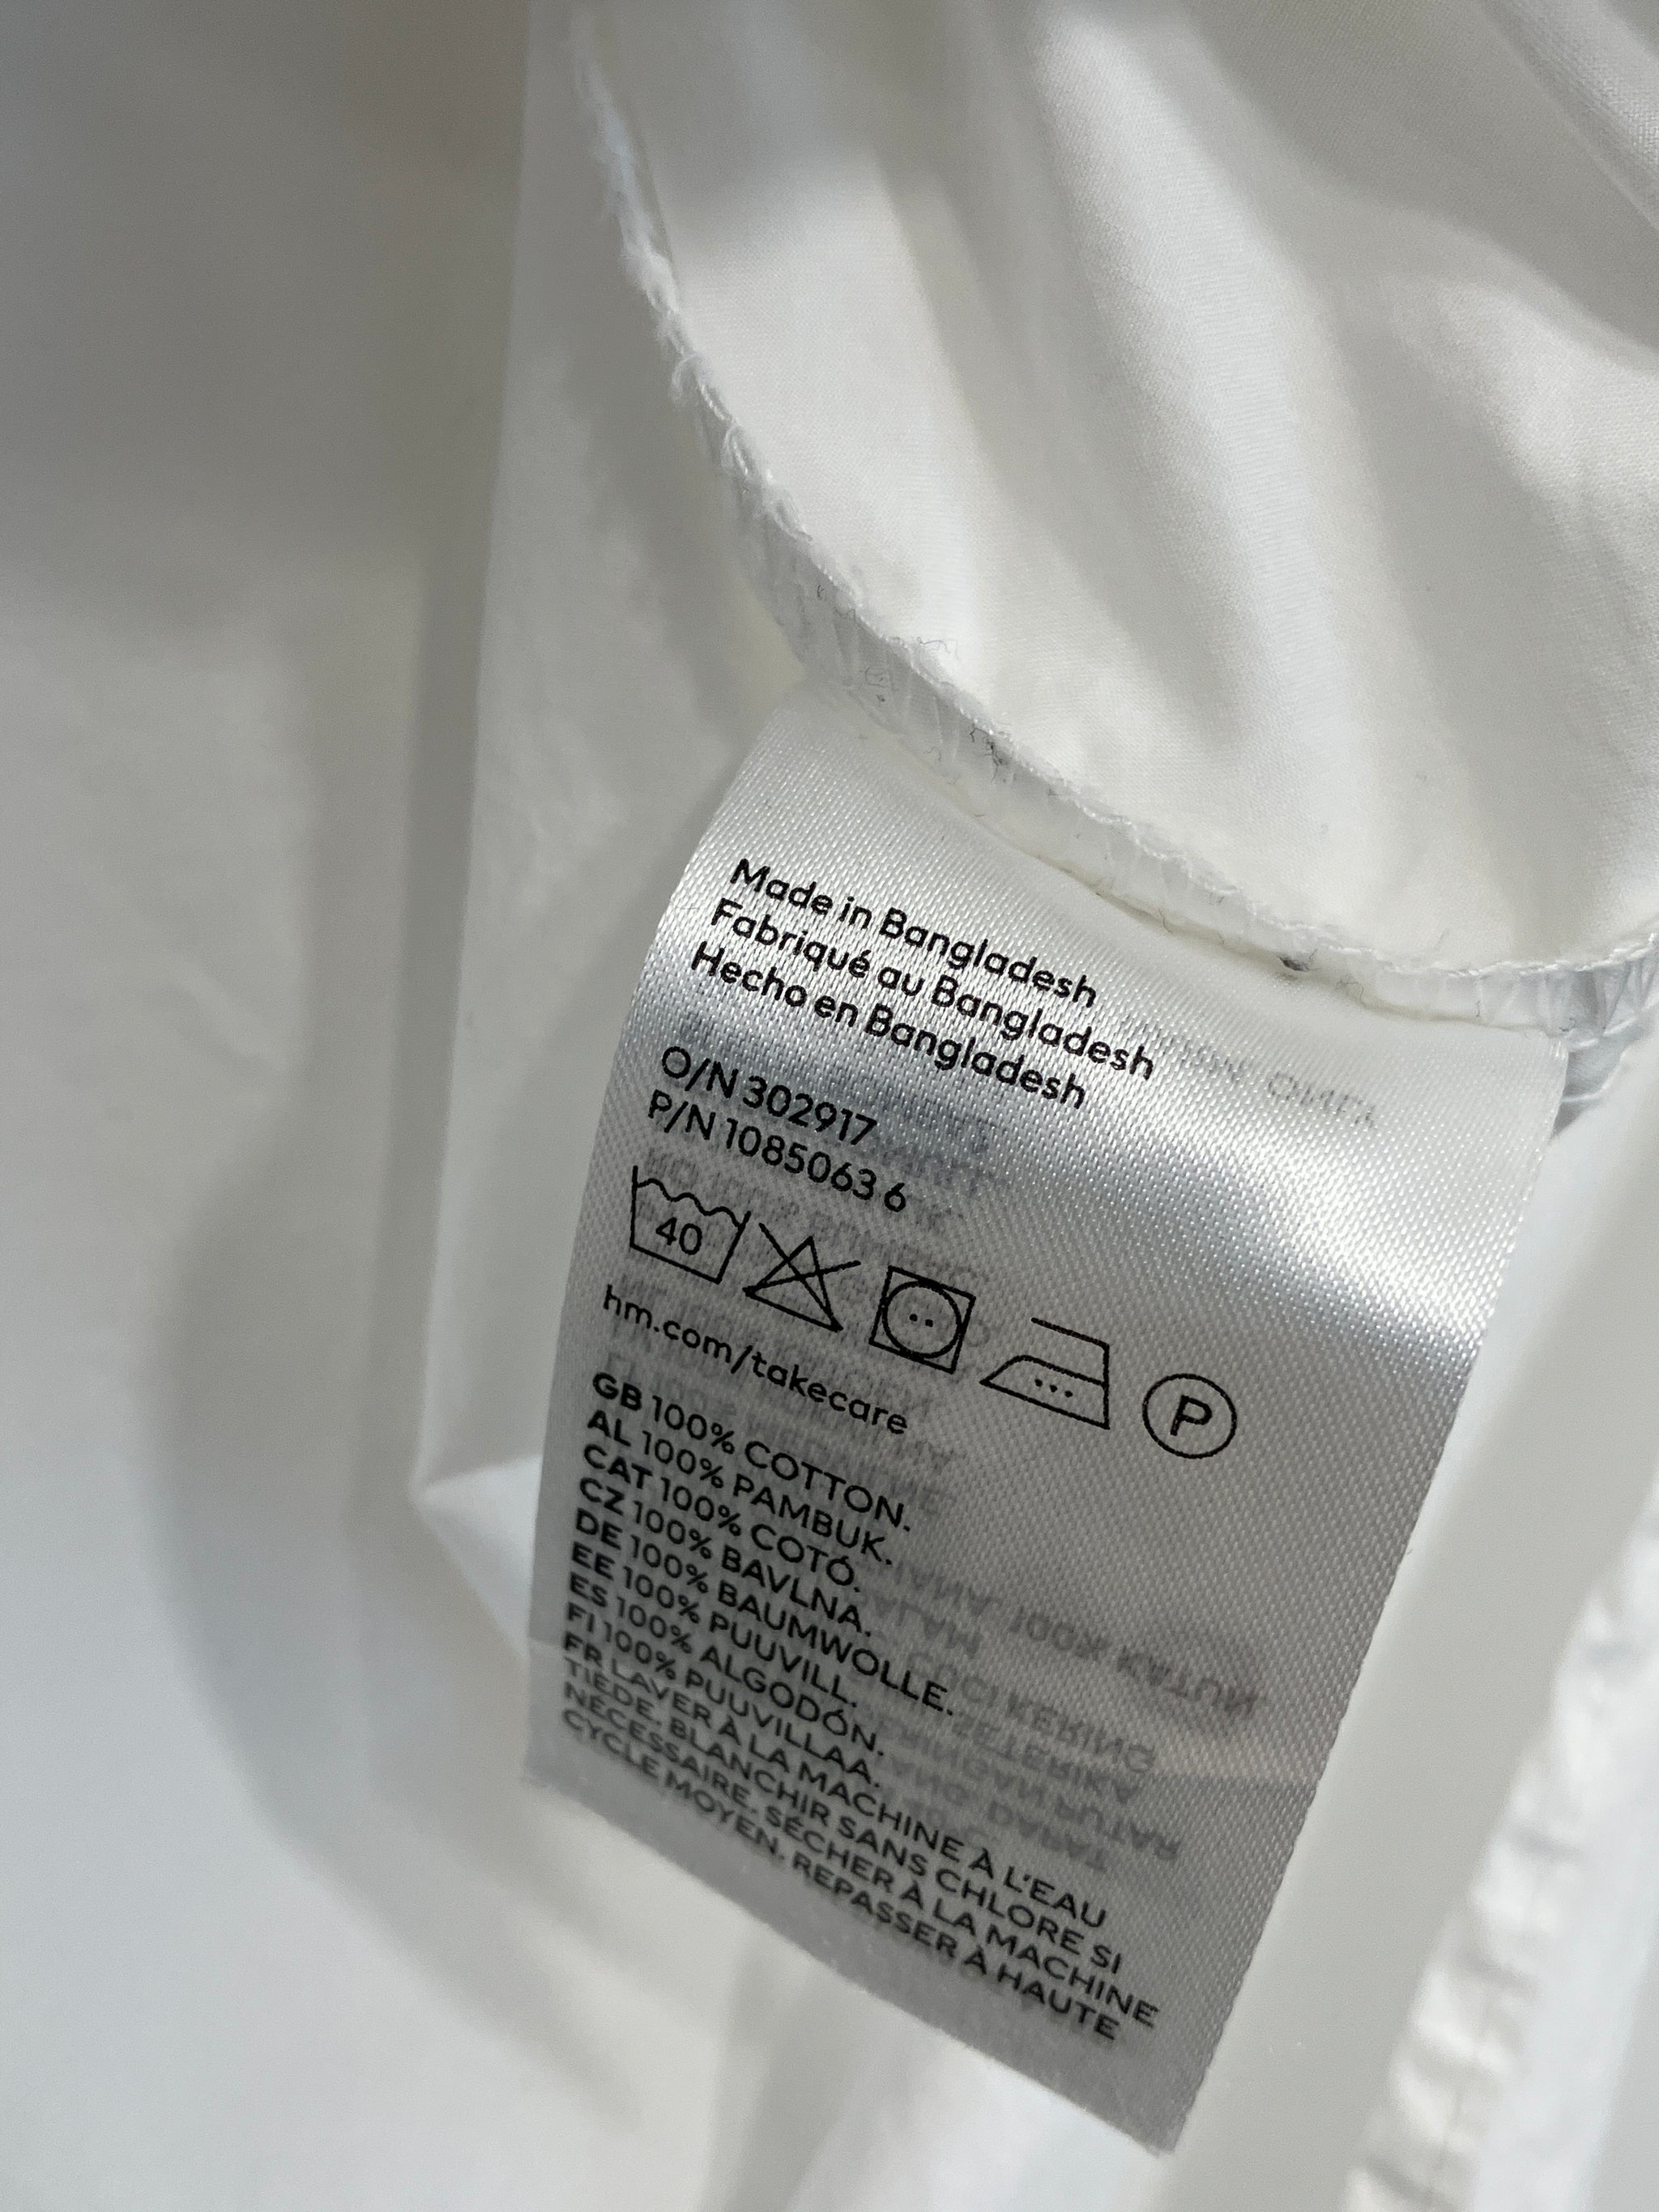 Made in Bangladesh
Fabriqué au Bangladesh
Hecho en Bangladesh
O/N 302917
P/N 1085063 6
40 P
hm.com/takecare
GB 100% COTTON.
AL 100% PAMBUK.
CAT 100% COTÓ.
CZ 100% BAVLNA.
DE 100% BAUMWOLLE.
EE 100% PUUVILL.
ES 100% ALGODÓN.
FI 100% PUUVILLAA.
FR LAVER À LA MACHINE À L'EAU
TIÈDE. BLANCHIR SANS CHLORE SI
NÉCESSAIRE. SÉCHER À LA MACHINE
CYCLE MOYEN. REPASSER À HAUTE